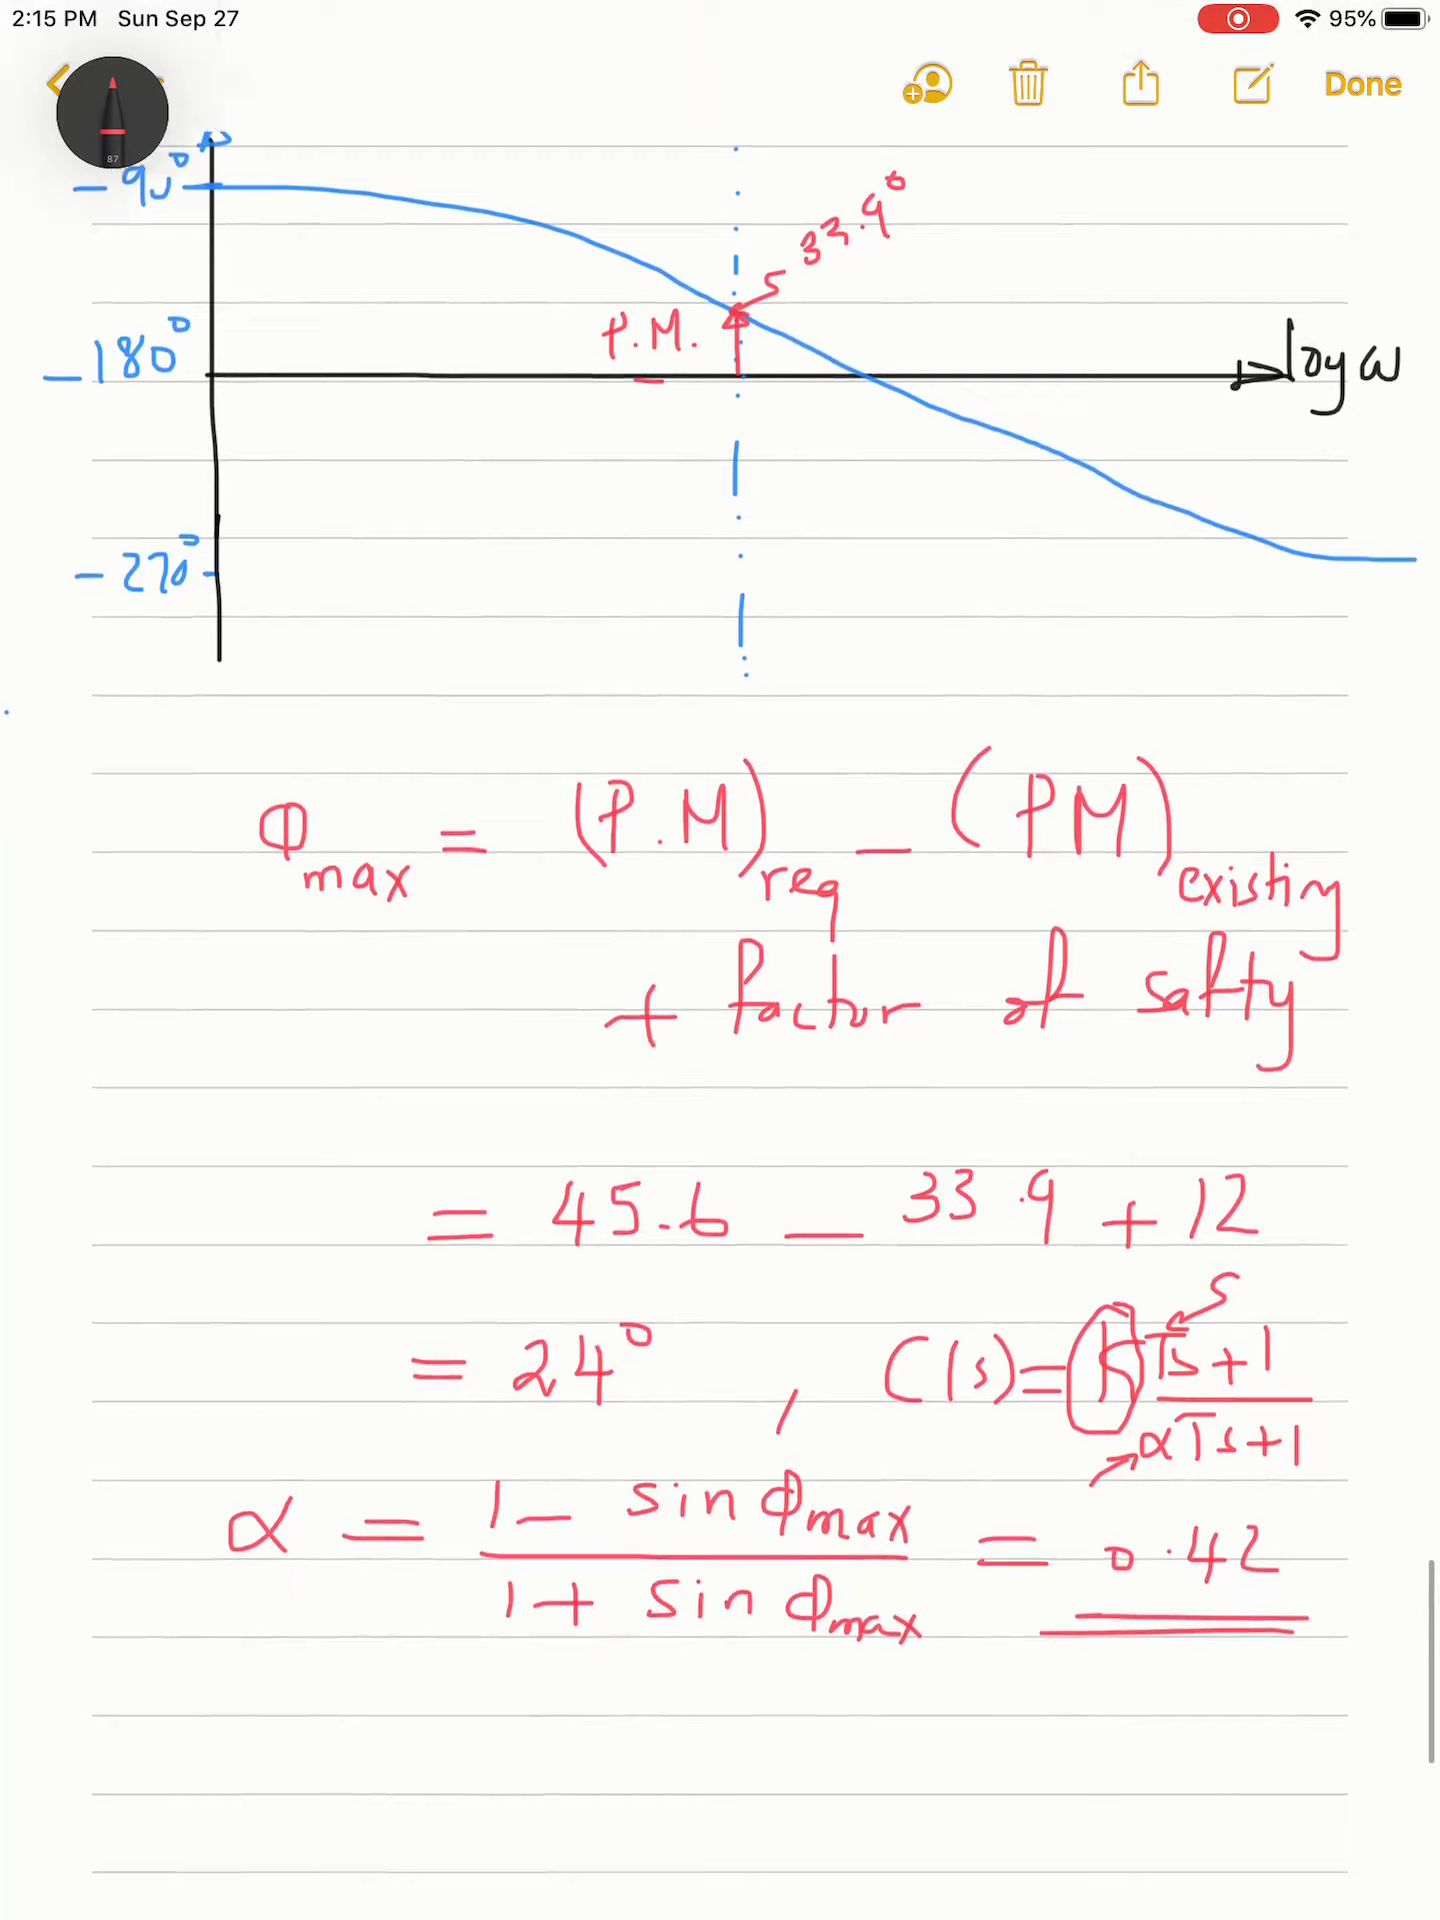 2:15 PM Sun Sep 27
95%
Done
87
-90°
33.9°
P.M.
-180°
log ω
-270°
Φmax = (P.M)req - (PM)existing
+ factor of safty
= 45.6 - 33.9 + 12
= 24° , C(s) = K Ts+1 / αTs+1
α = 1 - sin Φmax / 1 + sin Φmax = 0.42